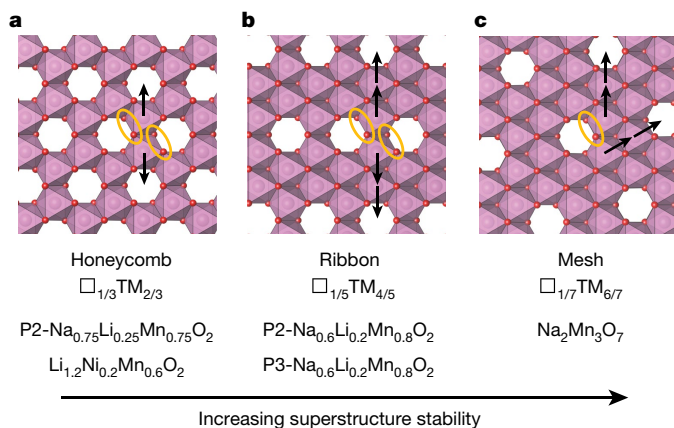 a b c
Honeycomb Ribbon Mesh
□1/3TM2/3 □1/5TM4/5 □1/7TM6/7
P2-Na0.75Li0.25Mn0.75O2 P2-Na0.6Li0.2Mn0.8O2 Na2Mn3O7
Li1.2Ni0.2Mn0.6O2 P3-Na0.6Li0.2Mn0.8O2
Increasing superstructure stability